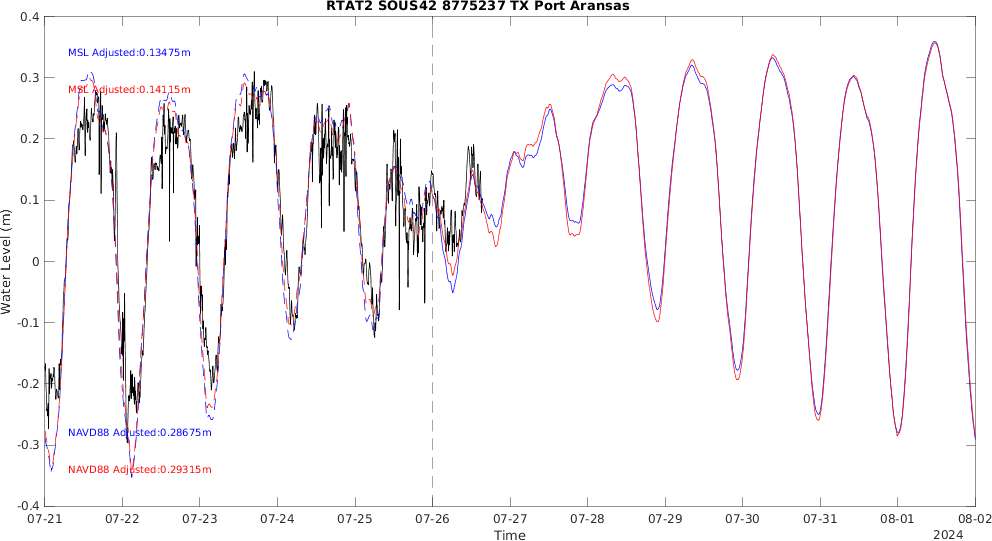 RTAT2 SOUS42 8775237 TX Port Aransas
0.4
0.3
0.2
0.1
0
-0.1
-0.2
-0.3
-0.4
Water Level (m)
MSL Adjusted:0.13475m
MSL Adjusted:0.14115m
NAVD88 Adjusted:0.28675m
NAVD88 Adjusted:0.29315m
07-21 07-22 07-23 07-24 07-25 07-26 07-27 07-28 07-29 07-30 07-31 08-01 08-02
Time
2024